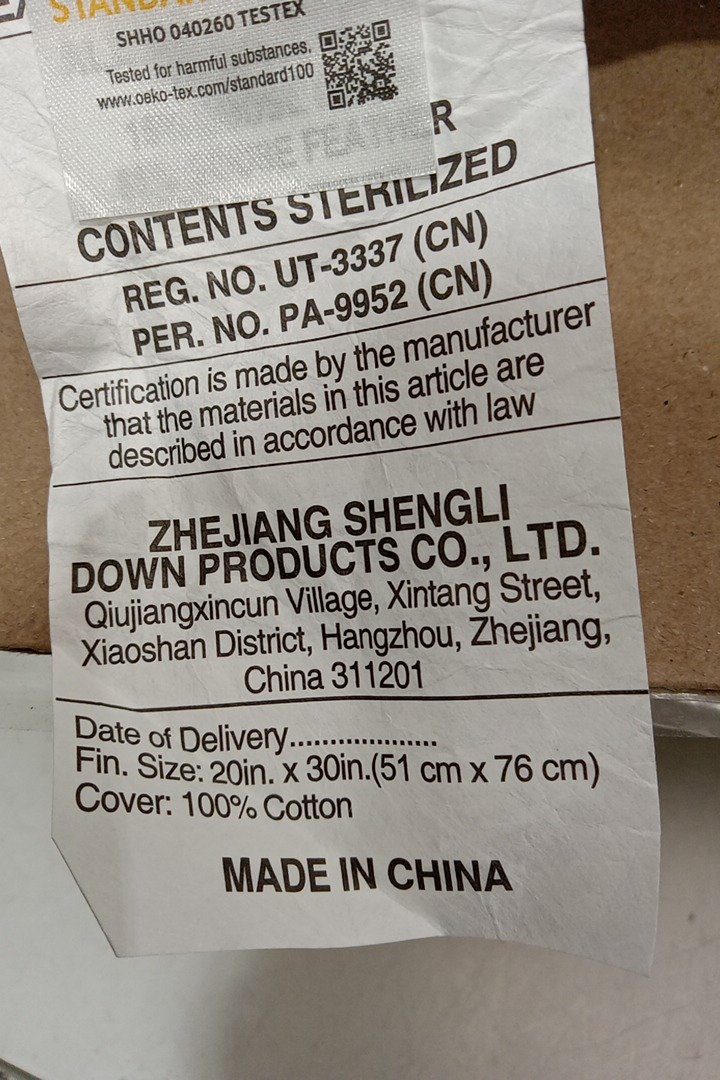 SHHO 040260 TESTEX
Tested for harmful substances.
www.oeko-tex.com/standard100
CONTENTS STERILIZED
REG. NO. UT-3337 (CN)
PER. NO. PA-9952 (CN)
Certification is made by the manufacturer
that the materials in this article are
described in accordance with law
ZHEJIANG SHENGLI
DOWN PRODUCTS CO., LTD.
Qiujiangxincun Village, Xintang Street,
Xiaoshan District, Hangzhou, Zhejiang,
China 311201
Date of Delivery...................
Fin. Size: 20in. x 30in.(51 cm x 76 cm)
Cover: 100% Cotton
MADE IN CHINA